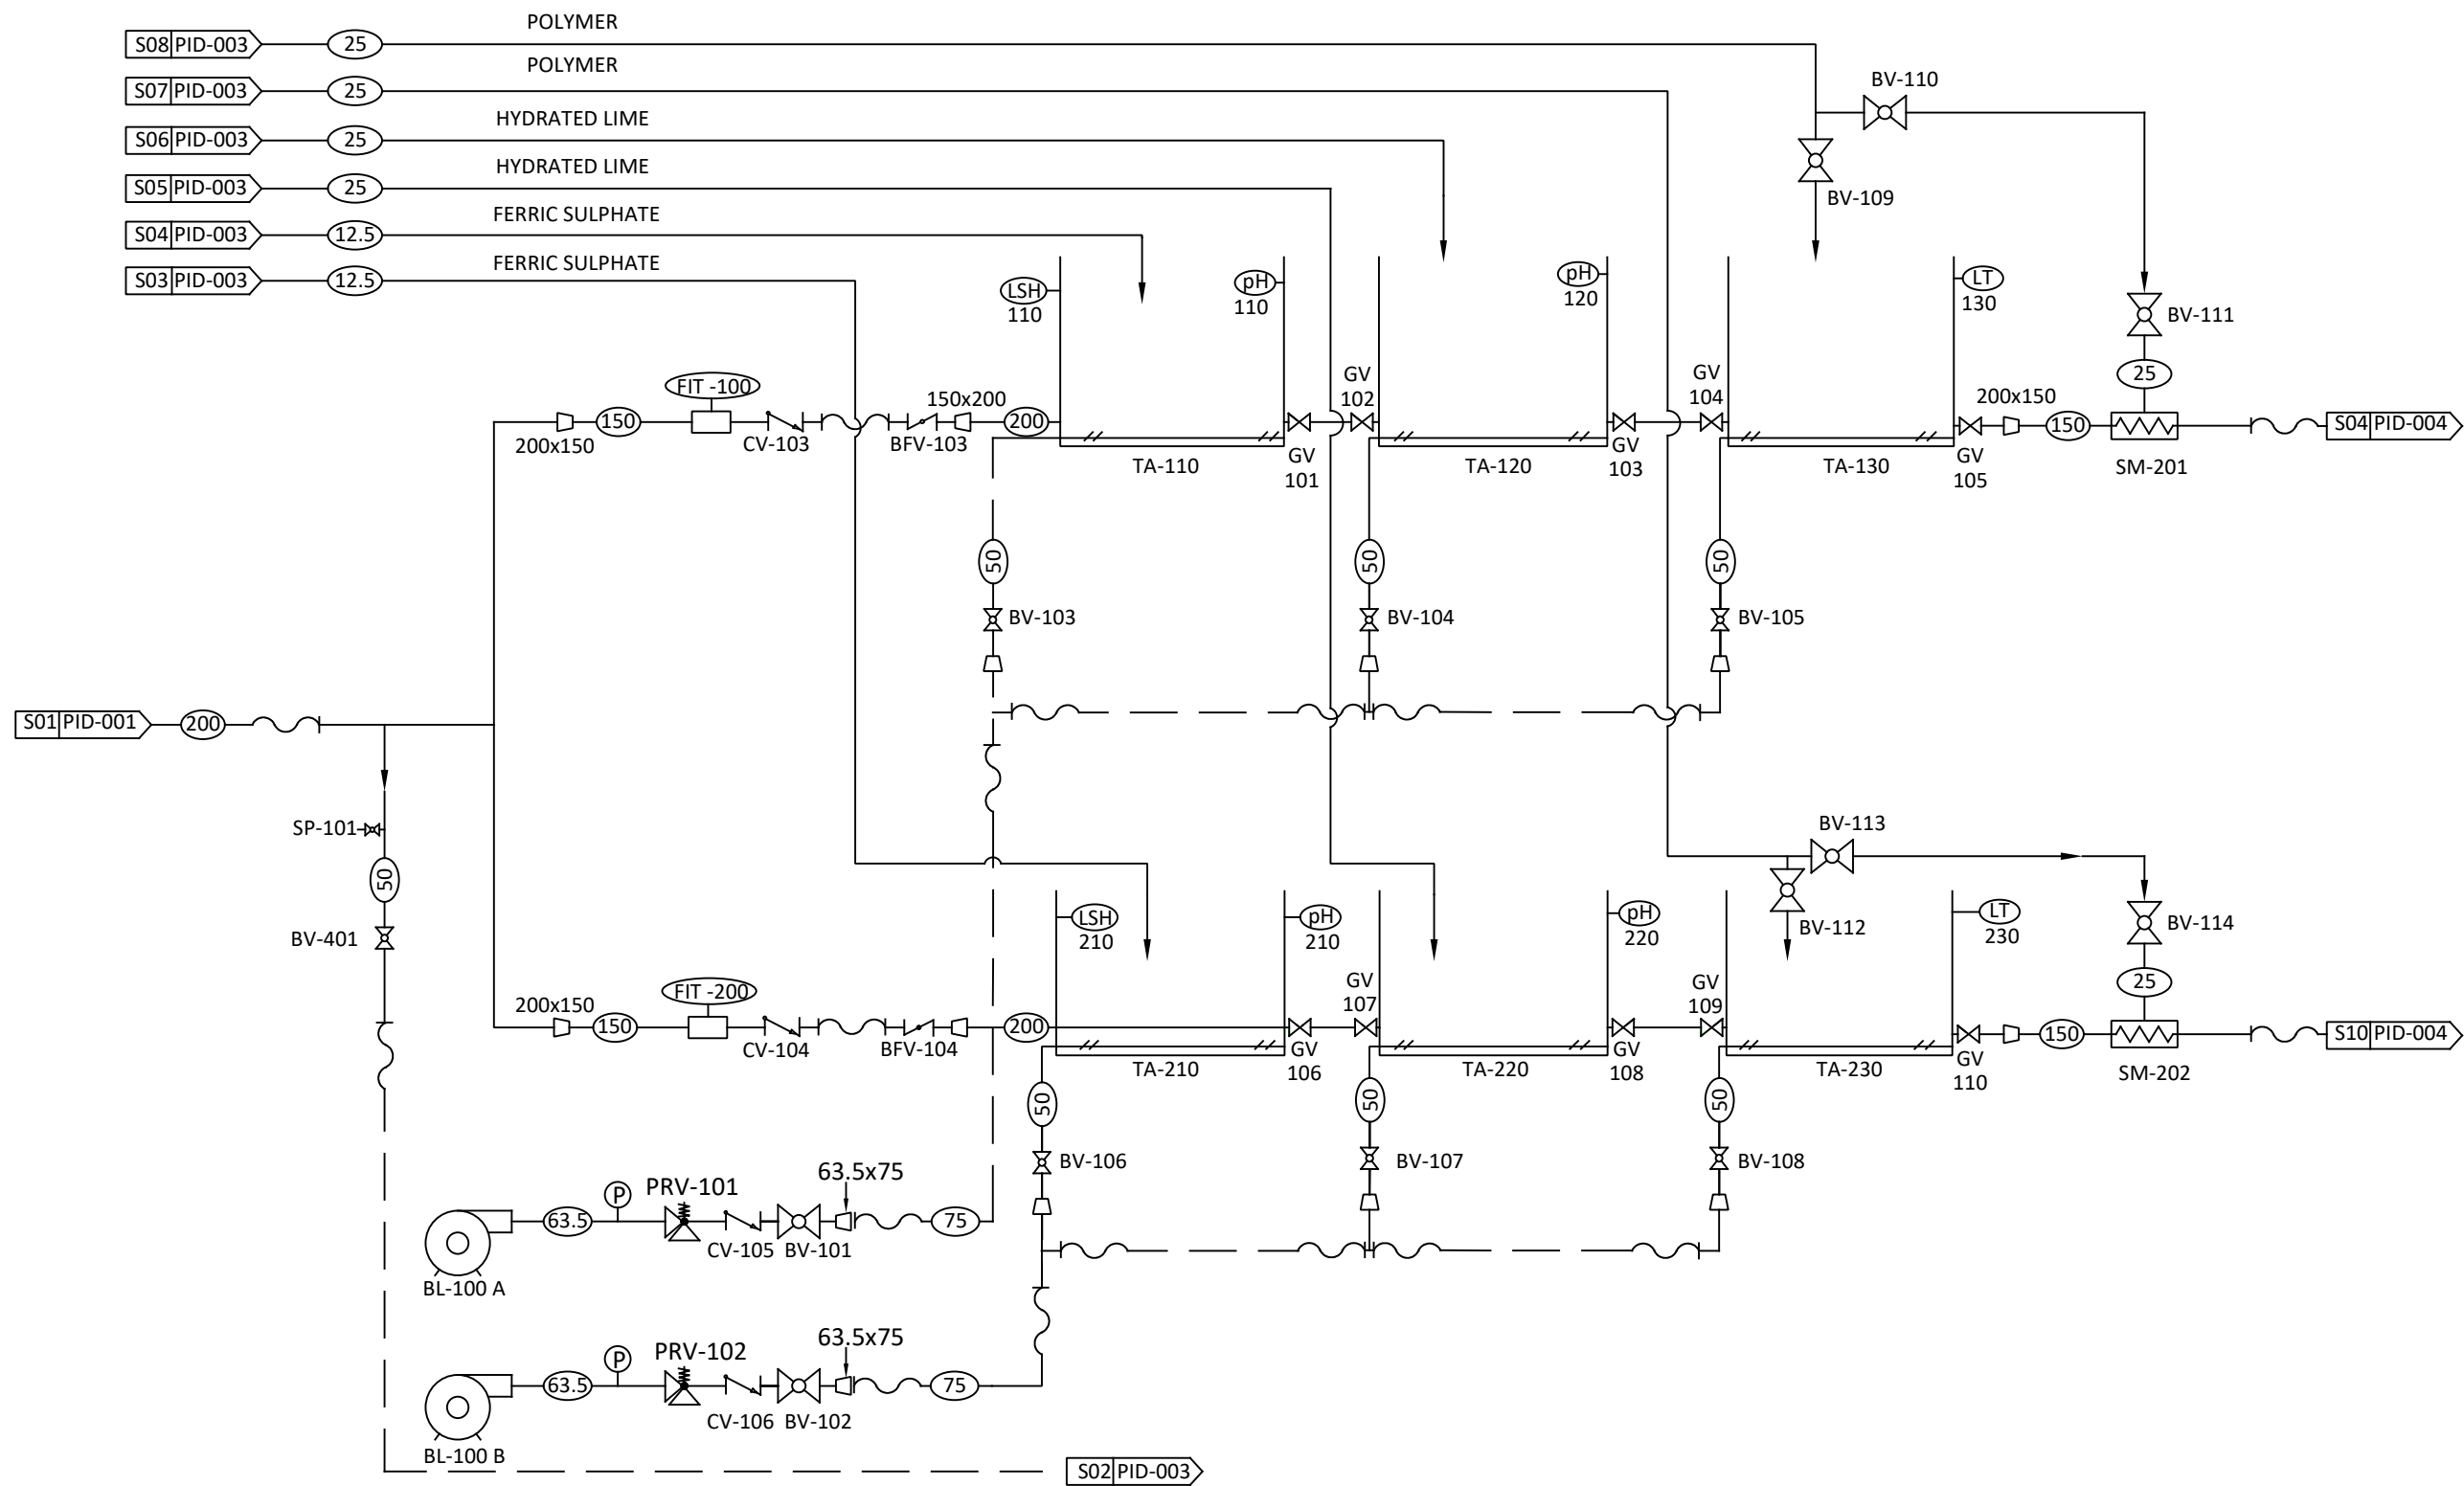 POLYMER
S08 PID-003 25
POLYMER
S07 PID-003 25
BV-110
HYDRATED LIME
S06 PID-003 25
HYDRATED LIME
S05 PID-003 25
BV-109
FERRIC SULPHATE
S04 PID-003 12.5
FERRIC SULPHATE
S03 PID-003 12.5
LSH
110
pH
110
pH
120
LT
130
BV-111
FIT -100
150x200
GV
102
GV
104
25
200x150
150
200x150
CV-103
BFV-103
200
TA-110
GV
101
TA-120
GV
103
TA-130
GV
105
150
SM-201
S04 PID-004
50
50
50
BV-103
BV-104
BV-105
S01 PID-001 200
SP-101
50
BV-401
BV-113
BV-112
BV-114
LSH
210
pH
210
pH
220
LT
230
GV
107
GV
109
25
FIT -200
200x150
150
CV-104
BFV-104
200
TA-210
GV
106
TA-220
GV
108
TA-230
GV
110
150
SM-202
S10 PID-004
50
50
50
BV-106
BV-107
BV-108
63.5x75
PRV-101
P
63.5
75
CV-105
BV-101
BL-100 A
63.5x75
PRV-102
P
63.5
75
CV-106
BV-102
BL-100 B
S02 PID-003